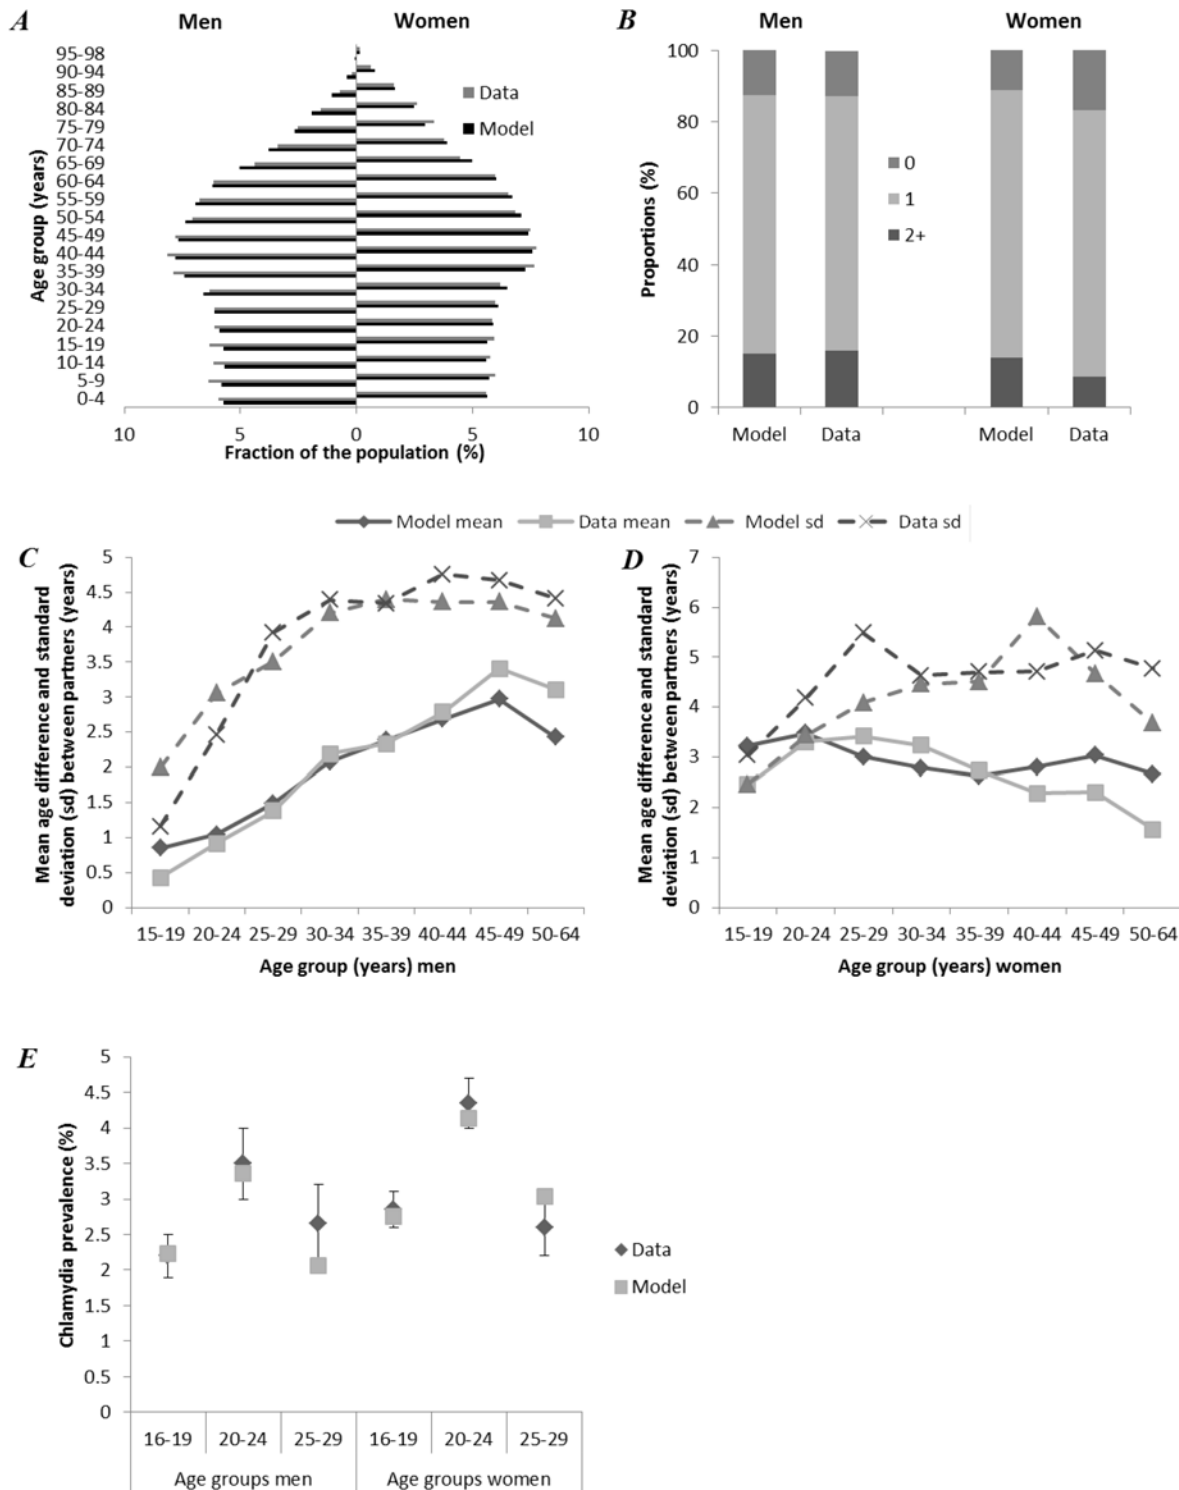 A
Men
Women
95-98
90-94
85-89
80-84
75-79
70-74
65-69
60-64
55-59
50-54
45-49
40-44
35-39
30-34
25-29
20-24
15-19
10-14
5-9
0-4
Age group (years)
Data
Model
10
5
0
5
10
Fraction of the population (%)
B
Men
Women
100
80
60
40
20
0
Proportions (%)
0
1
2+
Model
Data
Model
Data
Model mean
Data mean
Model sd
Data sd
C
Mean age difference and standard
deviation (sd) between partners (years)
5
4.5
4
3.5
3
2.5
2
1.5
1
0.5
0
15-19 20-24 25-29 30-34 35-39 40-44 45-49 50-64
Age group (years) men
D
Mean age difference and standard
deviation (sd) between partners (years)
7
6
5
4
3
2
1
0
15-19 20-24 25-29 30-34 35-39 40-44 45-49 50-64
Age group (years) women
E
Chlamydia prevalence (%)
5
4.5
4
3.5
3
2.5
2
1.5
1
0.5
0
Data
Model
16-19 20-24 25-29 16-19 20-24 25-29
Age groups men
Age groups women